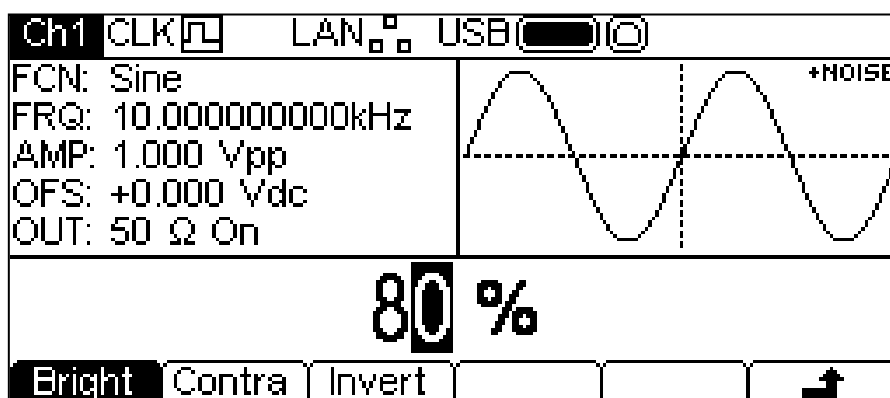 Ch1 CLK LAN USB
FCN: Sine
FRQ: 10.000000000kHz
AMP: 1.000 Vpp
OFS: +0.000 Vdc
OUT: 50 Ω On
+NOISE
80 %
Bright Contra Invert